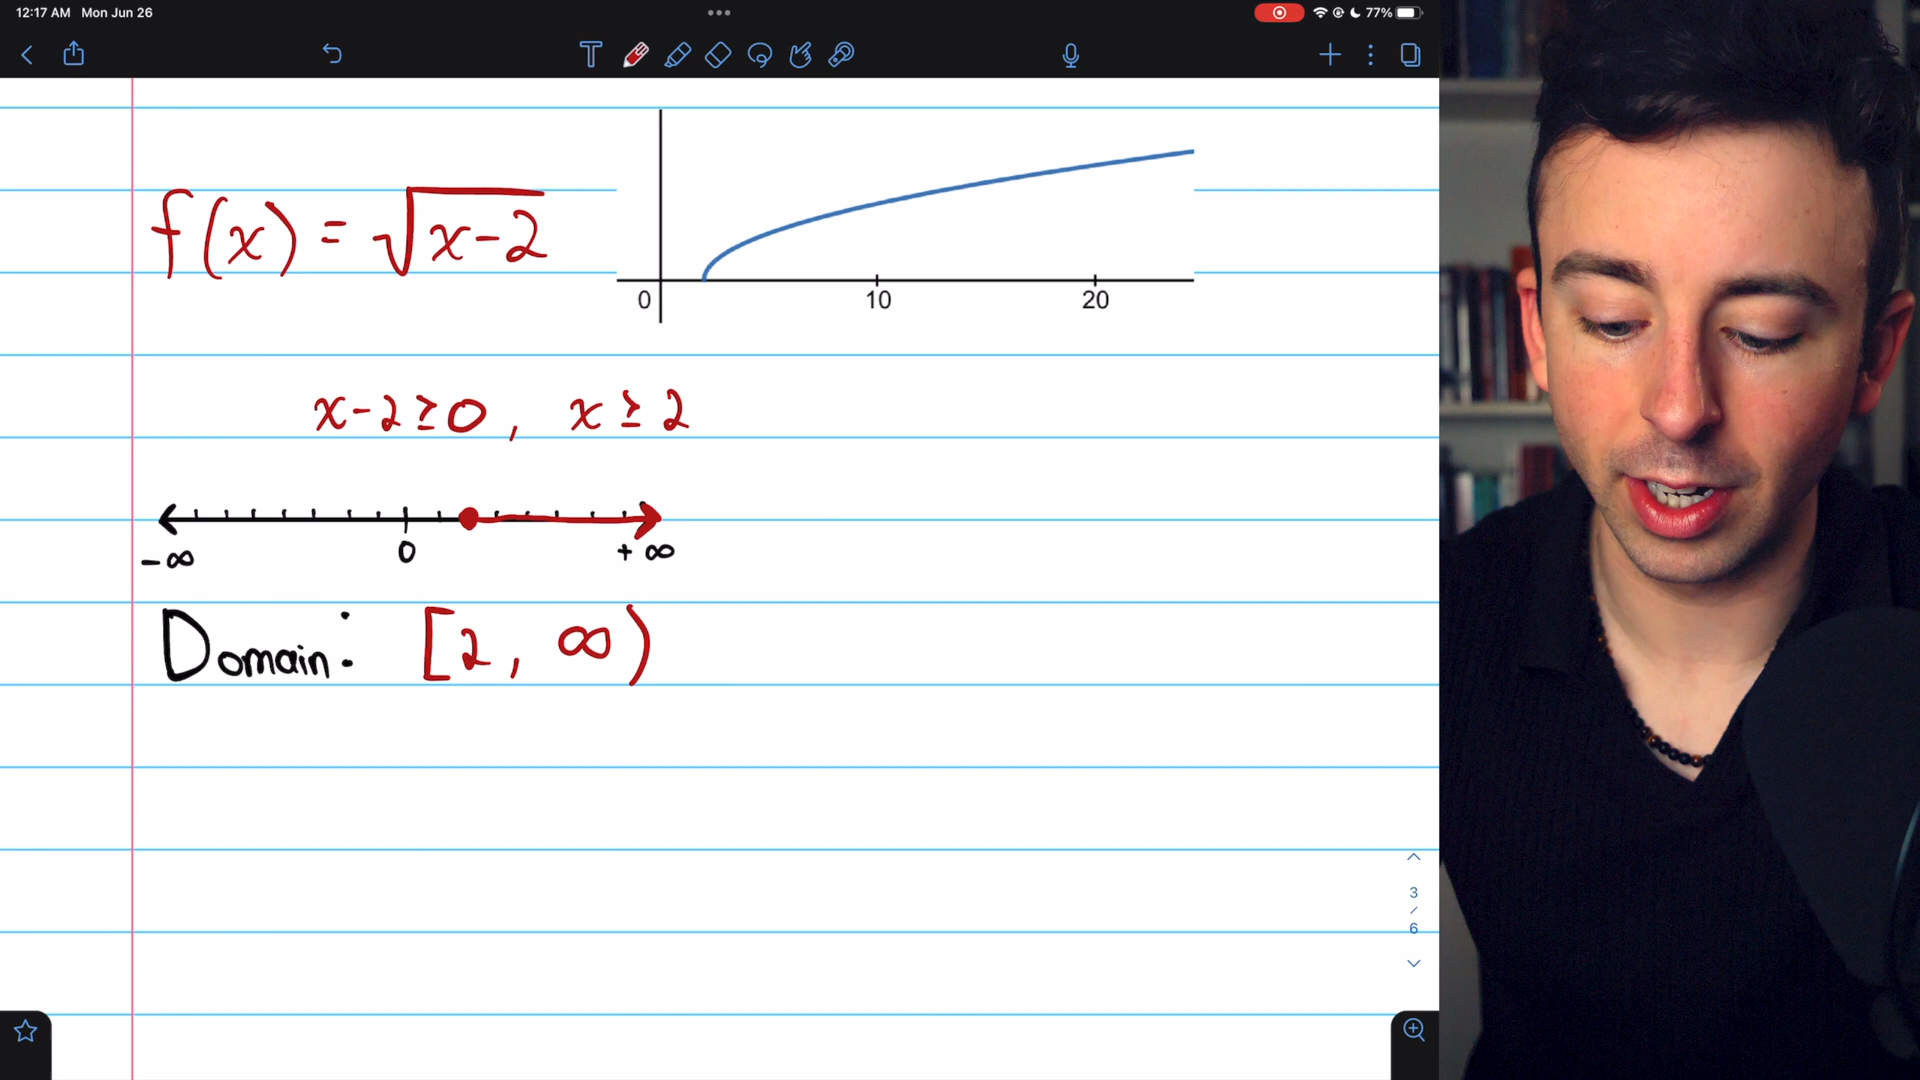 12:17 AM Mon Jun 26
77%
f(x) = √x-2
0 10 20
x-2≥0, x≥2
-∞ 0 +∞
Domain: [2, ∞)
3
/
6